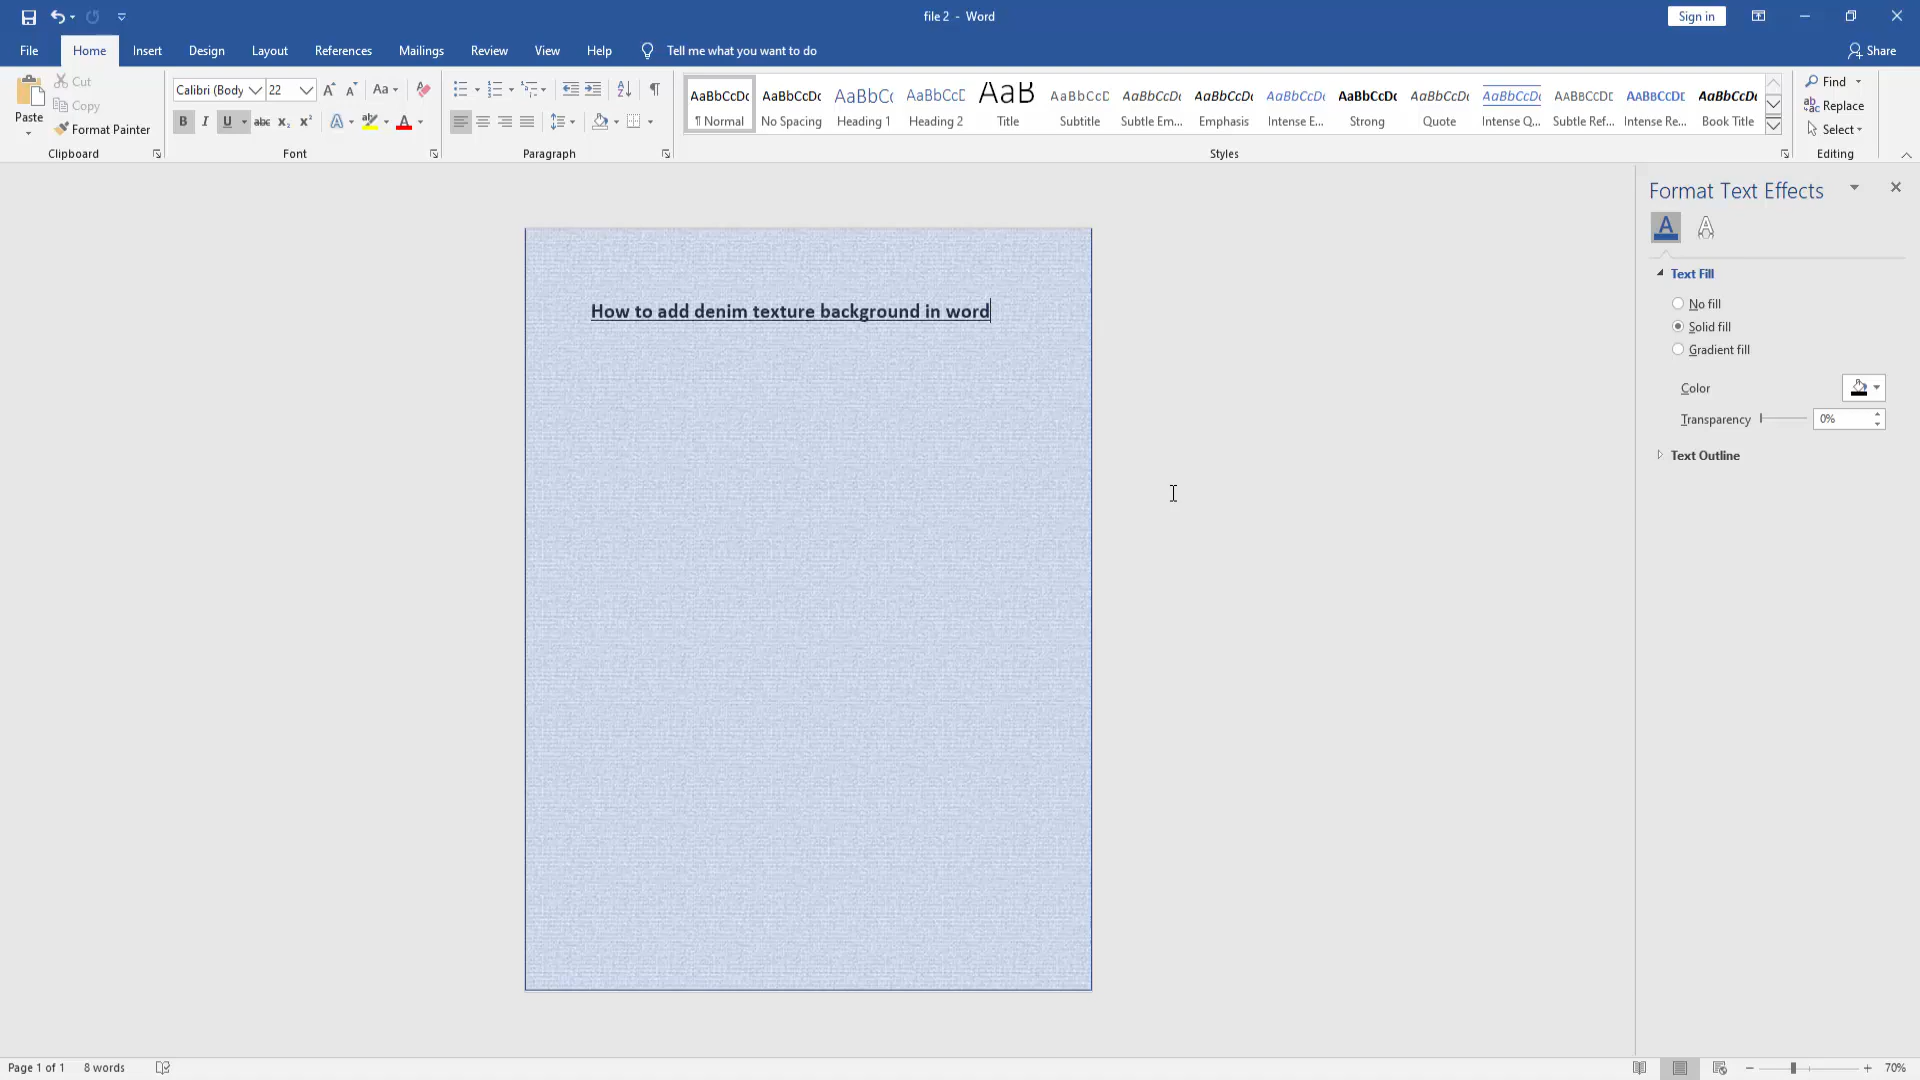 file 2 - Word
Sign in
File Home Insert Design Layout References Mailings Review View Help Tell me what you want to do Share
Paste
Cut
Copy
Format Painter
Clipboard
Calibri (Body 22
Font
Paragraph
AaBbCcDc AaBbCcDc AaBbCc AaBbCcD AaB AaBbCcD AaBbCcDc AaBbCcDc AaBbCcDc AaBbCcDc AaBbCcDc AaBbCcDc AABBCCDE AABBCCDE AaBbCcDc
¶ Normal No Spacing Heading 1 Heading 2 Title Subtitle Subtle Em... Emphasis Intense E... Strong Quote Intense Q... Subtle Ref... Intense Re... Book Title
Styles
Find
Replace
Select
Editing
How to add denim texture background in word
Format Text Effects
Text Fill
No fill
Solid fill
Gradient fill
Color
Transparency 0%
Text Outline
Page 1 of 1 8 words 70%